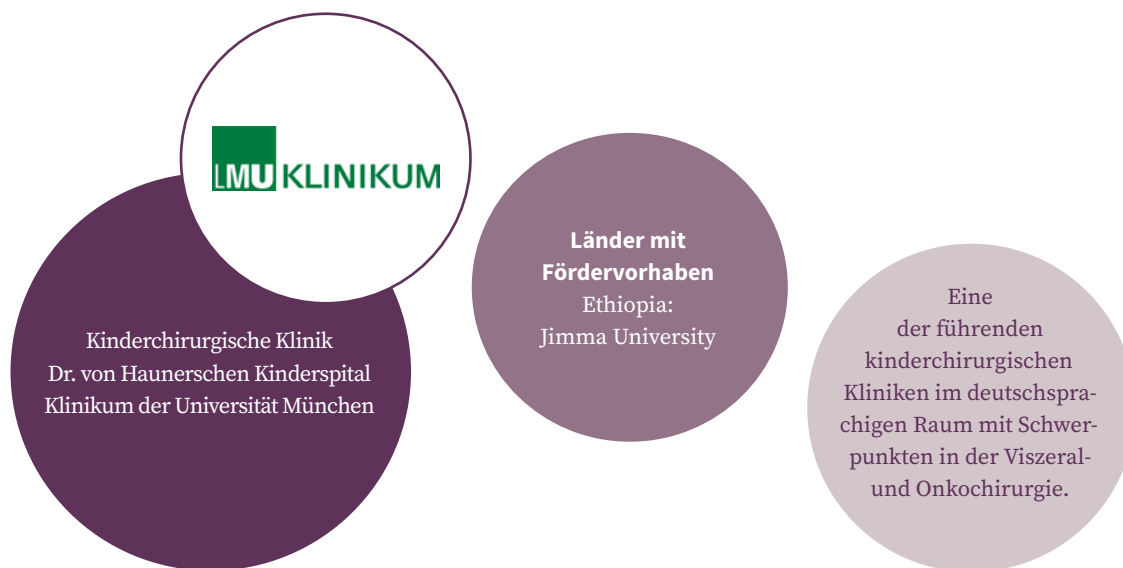 LMU KLINIKUM
Kinderchirurgische Klinik
Dr. von Haunerschen Kinderspital
Klinikum der Universität München
Länder mit
Fördervorhaben
Ethiopia:
Jimma University
Eine
der führenden
kinderchirurgischen
Kliniken im deutschspra-
chigen Raum mit Schwer-
punkten in der Viszeral-
und Onkochirurgie.